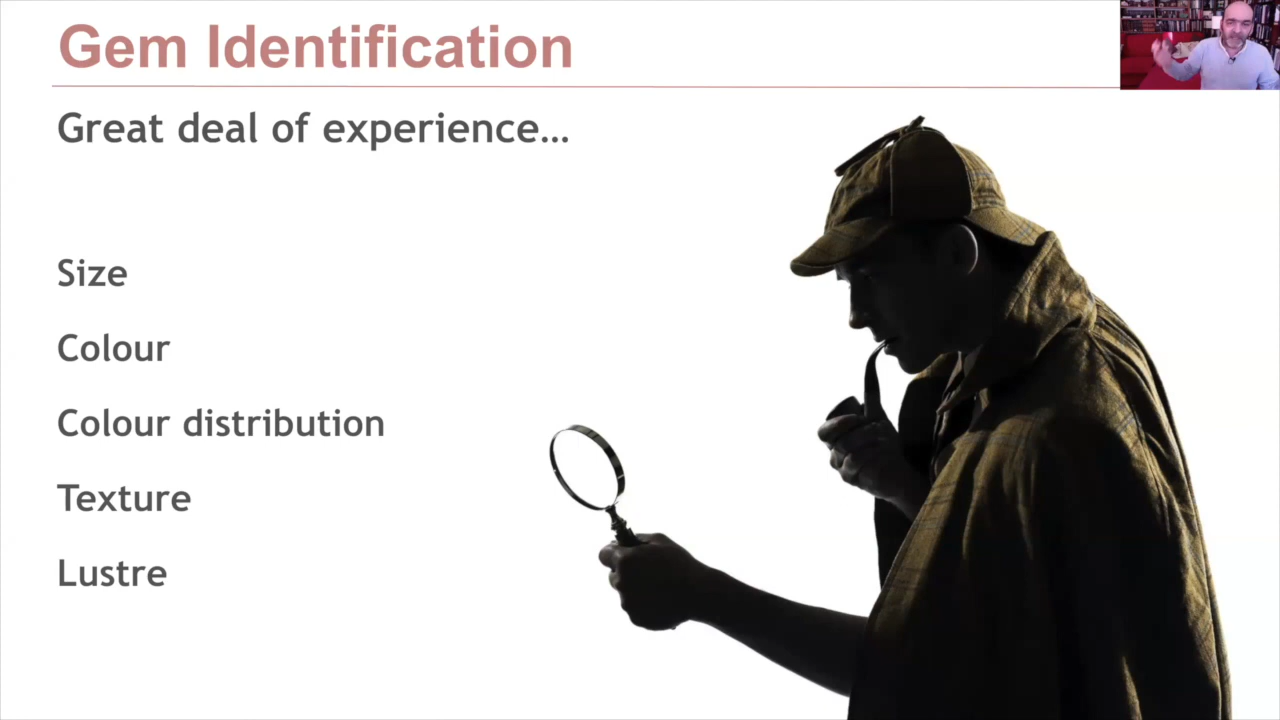 Gem Identification
Great deal of experience…
Size
Colour
Colour distribution
Texture
Lustre